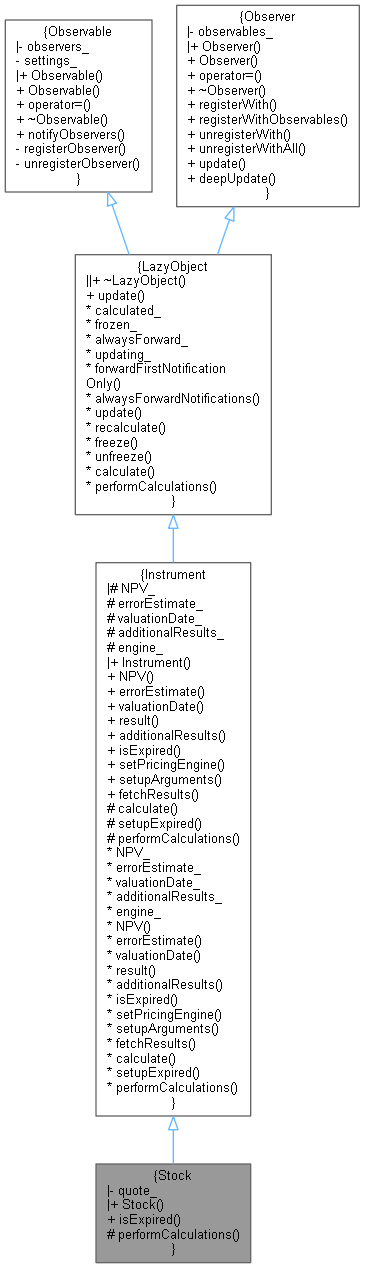 {Observable
|- observers_
- settings_
|+ Observable()
+ Observable()
+ operator=()
+ ~Observable()
+ notifyObservers()
- registerObserver()
- unregisterObserver()
}
{Observer
|- observables_
|+ Observer()
+ Observer()
+ operator=()
+ ~Observer()
+ registerWith()
+ registerWithObservables()
+ unregisterWith()
+ unregisterWithAll()
+ update()
+ deepUpdate()
}
{LazyObject
||+ ~LazyObject()
+ update()
* calculated_
* frozen_
* alwaysForward_
* updating_
* forwardFirstNotification
Only()
* alwaysForwardNotifications()
* update()
* recalculate()
* freeze()
* unfreeze()
* calculate()
* performCalculations()
}
{Instrument
|# NPV_
# errorEstimate_
# valuationDate_
# additionalResults_
# engine_
|+ Instrument()
+ NPV()
+ errorEstimate()
+ valuationDate()
+ result()
+ additionalResults()
+ isExpired()
+ setPricingEngine()
+ setupArguments()
+ fetchResults()
# calculate()
# setupExpired()
# performCalculations()
* NPV_
* errorEstimate_
* valuationDate_
* additionalResults_
* engine_
* NPV()
* errorEstimate()
* valuationDate()
* result()
* additionalResults()
* isExpired()
* setPricingEngine()
* setupArguments()
* fetchResults()
* calculate()
* setupExpired()
* performCalculations()
}
{Stock
|- quote_
|+ Stock()
+ isExpired()
# performCalculations()
}